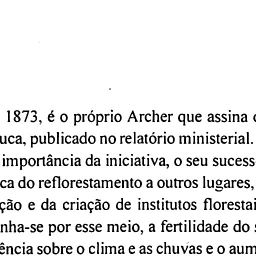 1873, é o próprio Archer que assina
uca, publicado no relatório ministerial.
importância da iniciativa, o seu sucess
ca do reflorestamento a outros lugares,
ção e da criação de institutos florestai
nha-se por esse meio, a fertilidade do s
ência sobre o clima e as chuvas e o aum